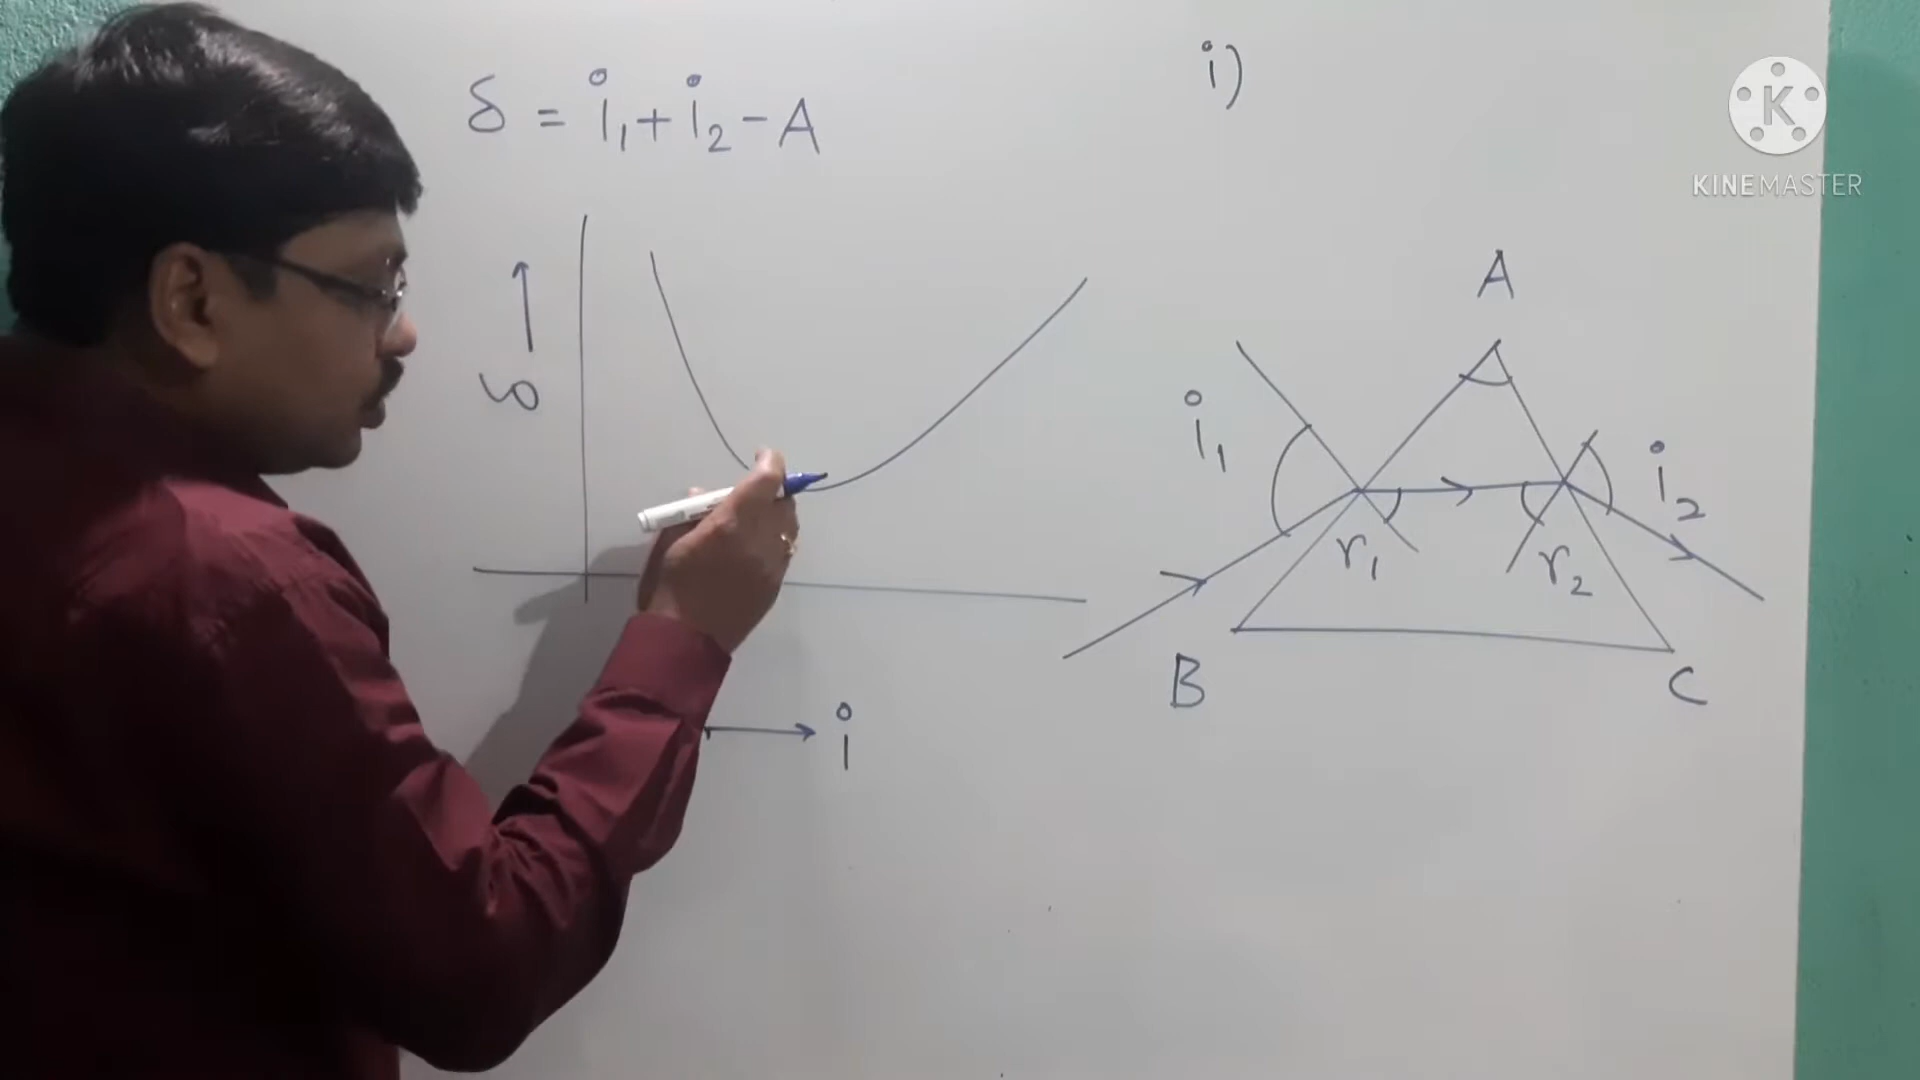 δ = i₁ + i₂ - A
i)
KINEMASTER
A
δ
i₁
i₂
r₁
r₂
B
C
i